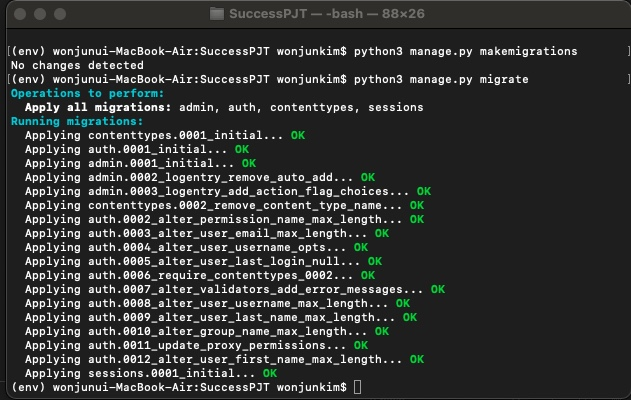 SuccessPJT — -bash — 88×26
[(env) wonjunui-MacBook-Air:SuccessPJT wonjunkim$ python3 manage.py makemigrations ]
No changes detected
[(env) wonjunui-MacBook-Air:SuccessPJT wonjunkim$ python3 manage.py migrate ]
Operations to perform:
  Apply all migrations: admin, auth, contenttypes, sessions
Running migrations:
  Applying contenttypes.0001_initial... OK
  Applying auth.0001_initial... OK
  Applying admin.0001_initial... OK
  Applying admin.0002_logentry_remove_auto_add... OK
  Applying admin.0003_logentry_add_action_flag_choices... OK
  Applying contenttypes.0002_remove_content_type_name... OK
  Applying auth.0002_alter_permission_name_max_length... OK
  Applying auth.0003_alter_user_email_max_length... OK
  Applying auth.0004_alter_user_username_opts... OK
  Applying auth.0005_alter_user_last_login_null... OK
  Applying auth.0006_require_contenttypes_0002... OK
  Applying auth.0007_alter_validators_add_error_messages... OK
  Applying auth.0008_alter_user_username_max_length... OK
  Applying auth.0009_alter_user_last_name_max_length... OK
  Applying auth.0010_alter_group_name_max_length... OK
  Applying auth.0011_update_proxy_permissions... OK
  Applying auth.0012_alter_user_first_name_max_length... OK
  Applying sessions.0001_initial... OK
(env) wonjunui-MacBook-Air:SuccessPJT wonjunkim$